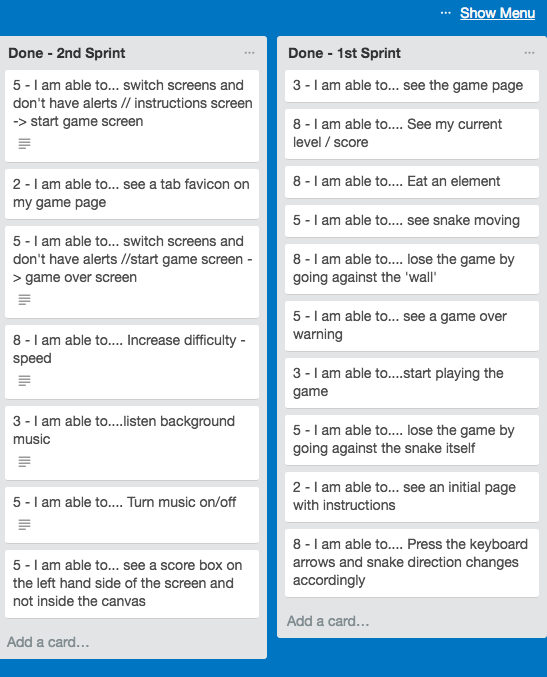 ... Show Menu
Done - 2nd Sprint ...
5 - I am able to... switch screens and
don't have alerts // instructions screen
-> start game screen
2 - I am able to... see a tab favicon on
my game page
5 - I am able to... switch screens and
don't have alerts //start game screen -
> game over screen
8 - I am able to.... Increase difficulty -
speed
3 - I am able to....listen background
music
5 - I am able to.... Turn music on/off
5 - I am able to... see a score box on
the left hand side of the screen and
not inside the canvas
Add a card...
Done - 1st Sprint ...
3 - I am able to... see the game page
8 - I am able to.... See my current
level / score
8 - I am able to.... Eat an element
5 - I am able to.... see snake moving
8 - I am able to.... lose the game by
going against the 'wall'
5 - I am able to... see a game over
warning
3 - I am able to....start playing the
game
5 - I am able to.... lose the game by
going against the snake itself
2 - I am able to... see an initial page
with instructions
8 - I am able to.... Press the keyboard
arrows and snake direction changes
accordingly
Add a card...